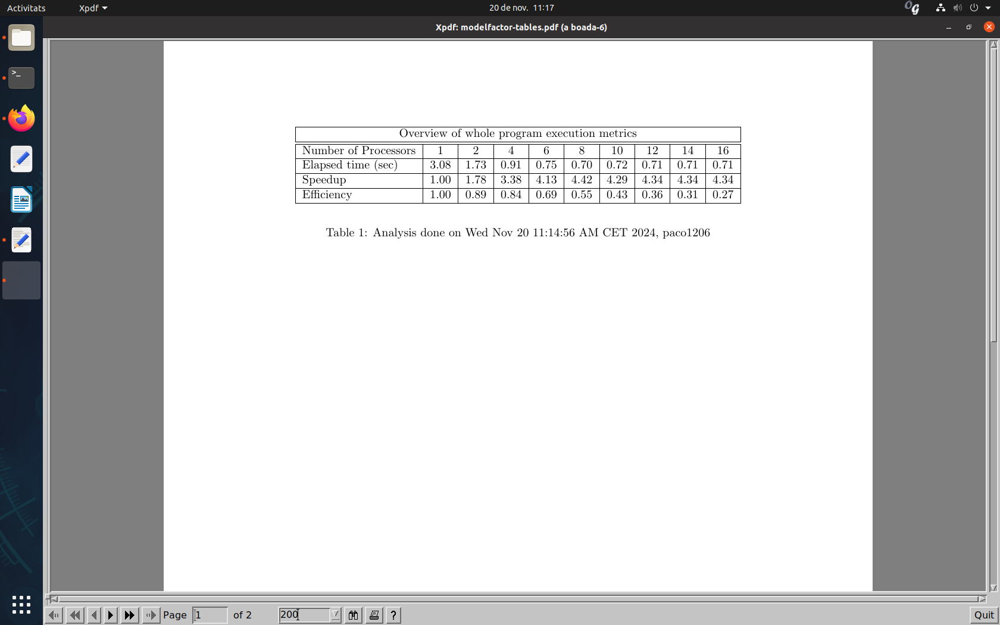 Activitats Xpdf 20 de nov. 11:17
Xpdf: modelfactor-tables.pdf (a boada-6)
Overview of whole program execution metrics
Number of Processors 1 2 4 6 8 10 12 14 16
Elapsed time (sec) 3.08 1.73 0.91 0.75 0.70 0.72 0.71 0.71 0.71
Speedup 1.00 1.78 3.38 4.13 4.42 4.29 4.34 4.34 4.34
Efficiency 1.00 0.89 0.84 0.69 0.55 0.43 0.36 0.31 0.27
Table 1: Analysis done on Wed Nov 20 11:14:56 AM CET 2024, paco1206
Page 1 of 2 200 ? Quit